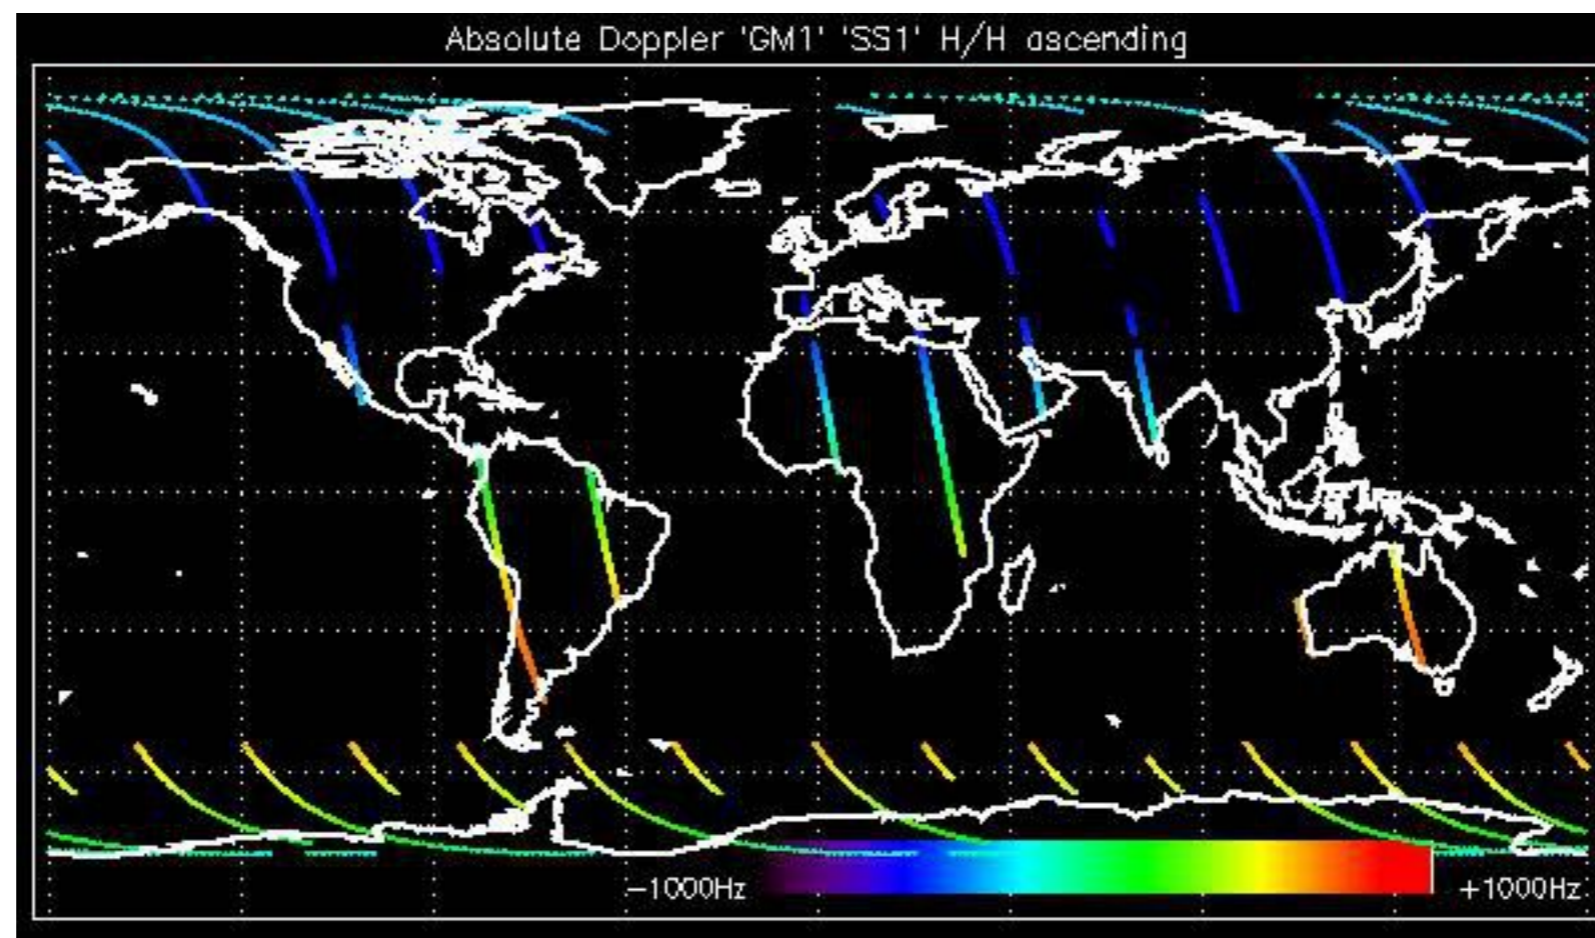 Absolute Doppler 'GM1' 'SS1' H/H ascending
−1000Hz
+1000Hz